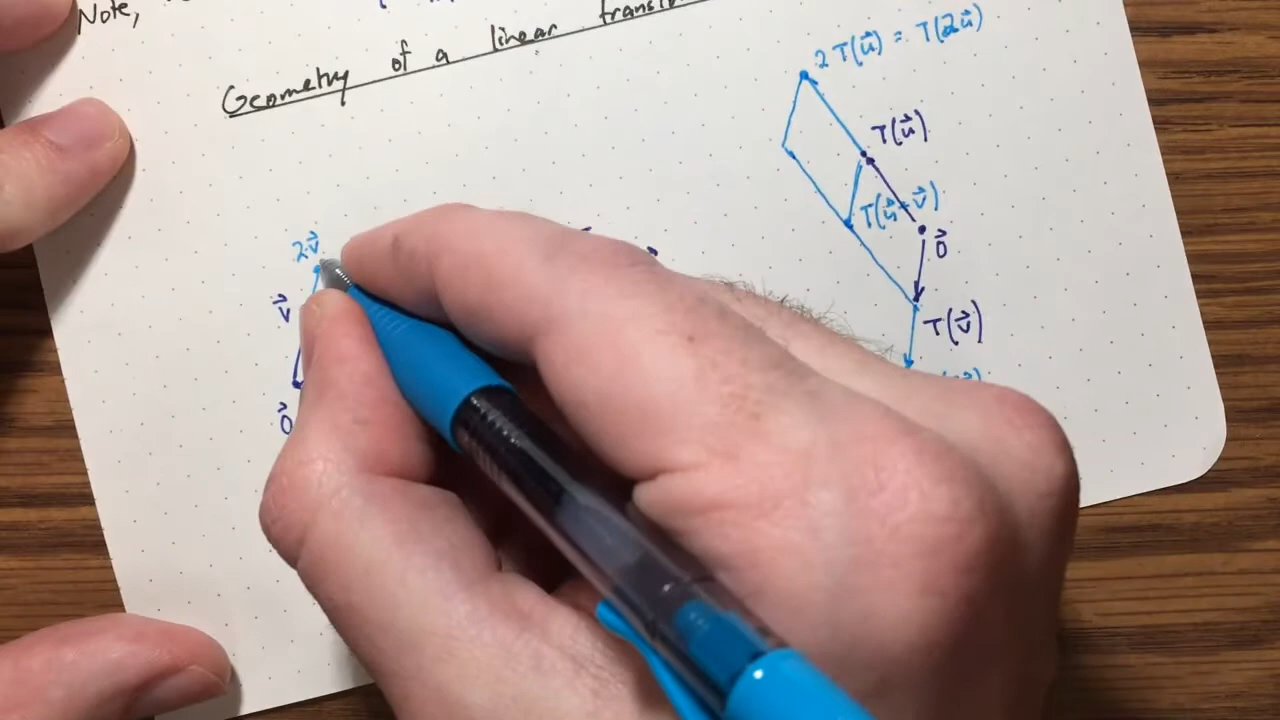 Note,
Geometry of a linear
2T(u⃗) = T(2u⃗)
T(u⃗)
T(u⃗+v⃗)
0⃗
T(v⃗)
2v⃗
v⃗
0⃗